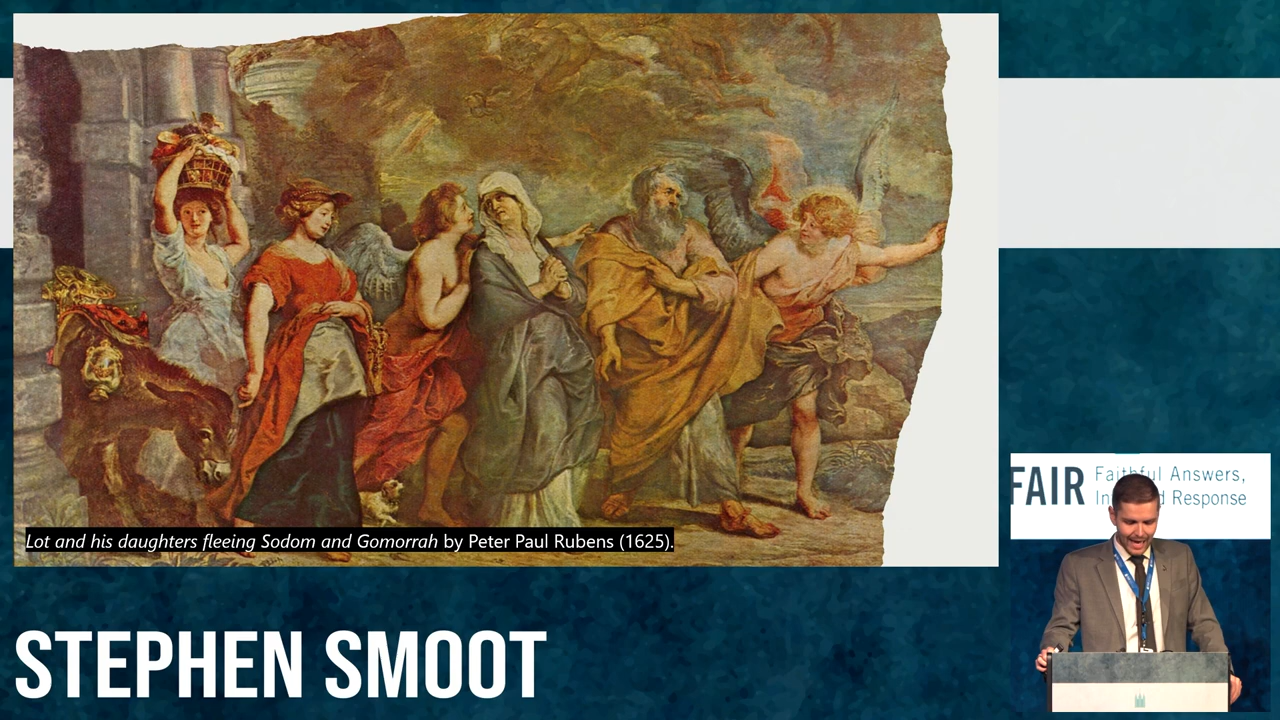 Lot and his daughters fleeing Sodom and Gomorrah by Peter Paul Rubens (1625).
FAIR Faithful Answers,
Response
STEPHEN SMOOT